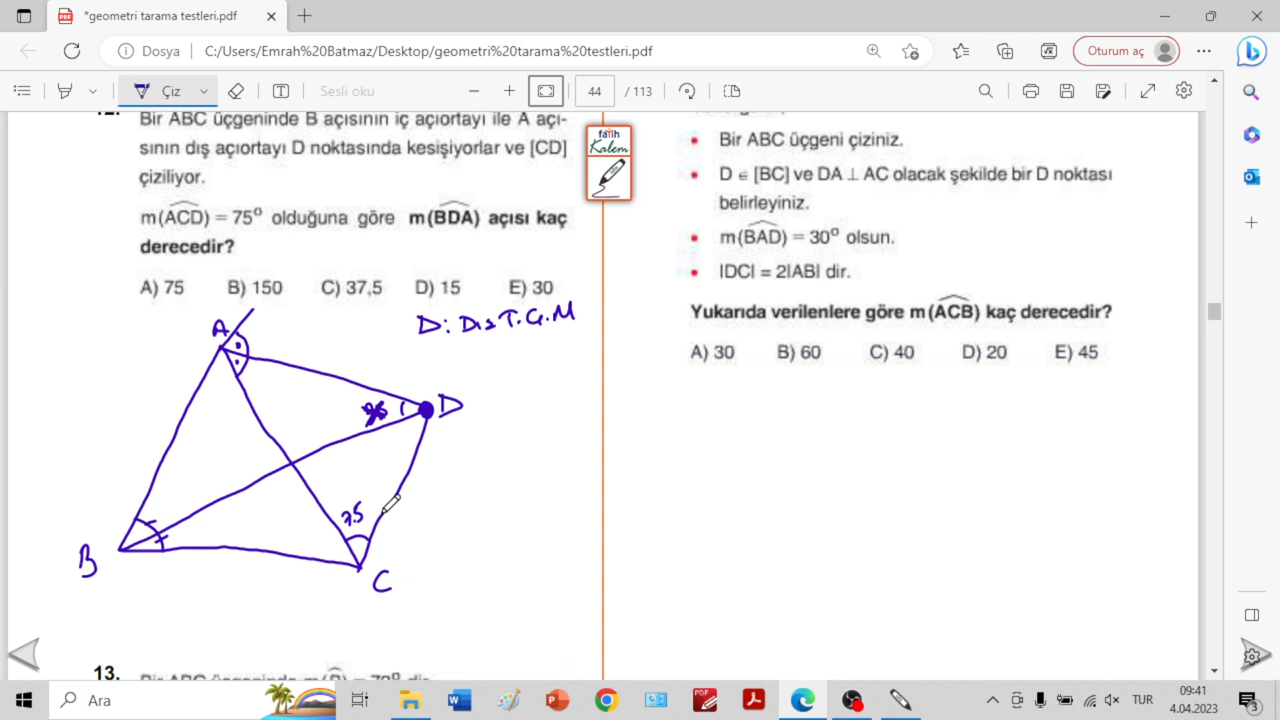 *geometri tarama testleri.pdf
Dosya
C:/Users/Emrah%20Batmaz/Desktop/geometri%20tarama%20testleri.pdf
Oturum aç
Çiz
Sesli oku
44 / 113
Bir ABC üçgeninde B açısının iç açıortayı ile A açı-
sının dış açıortayı D noktasında kesişiyorlar ve [CD]
çiziliyor.
m(ACD) = 75° olduğuna göre m(BDA) açısı kaç
derecedir?
A) 75 B) 150 C) 37,5 D) 15 E) 30
D: Dış T.G.M
A
D
75
B
C
13.
fatih
Kalem
• Bir ABC üçgeni çiziniz.
• D ∈ [BC] ve DA ⊥ AC olacak şekilde bir D noktası
belirleyiniz.
• m(BAD) = 30° olsun.
• |DC| = 2|AB| dir.
Yukarıda verilenlere göre m(ACB) kaç derecedir?
A) 30 B) 60 C) 40 D) 20 E) 45
Ara
TUR
09:41
4.04.2023
3